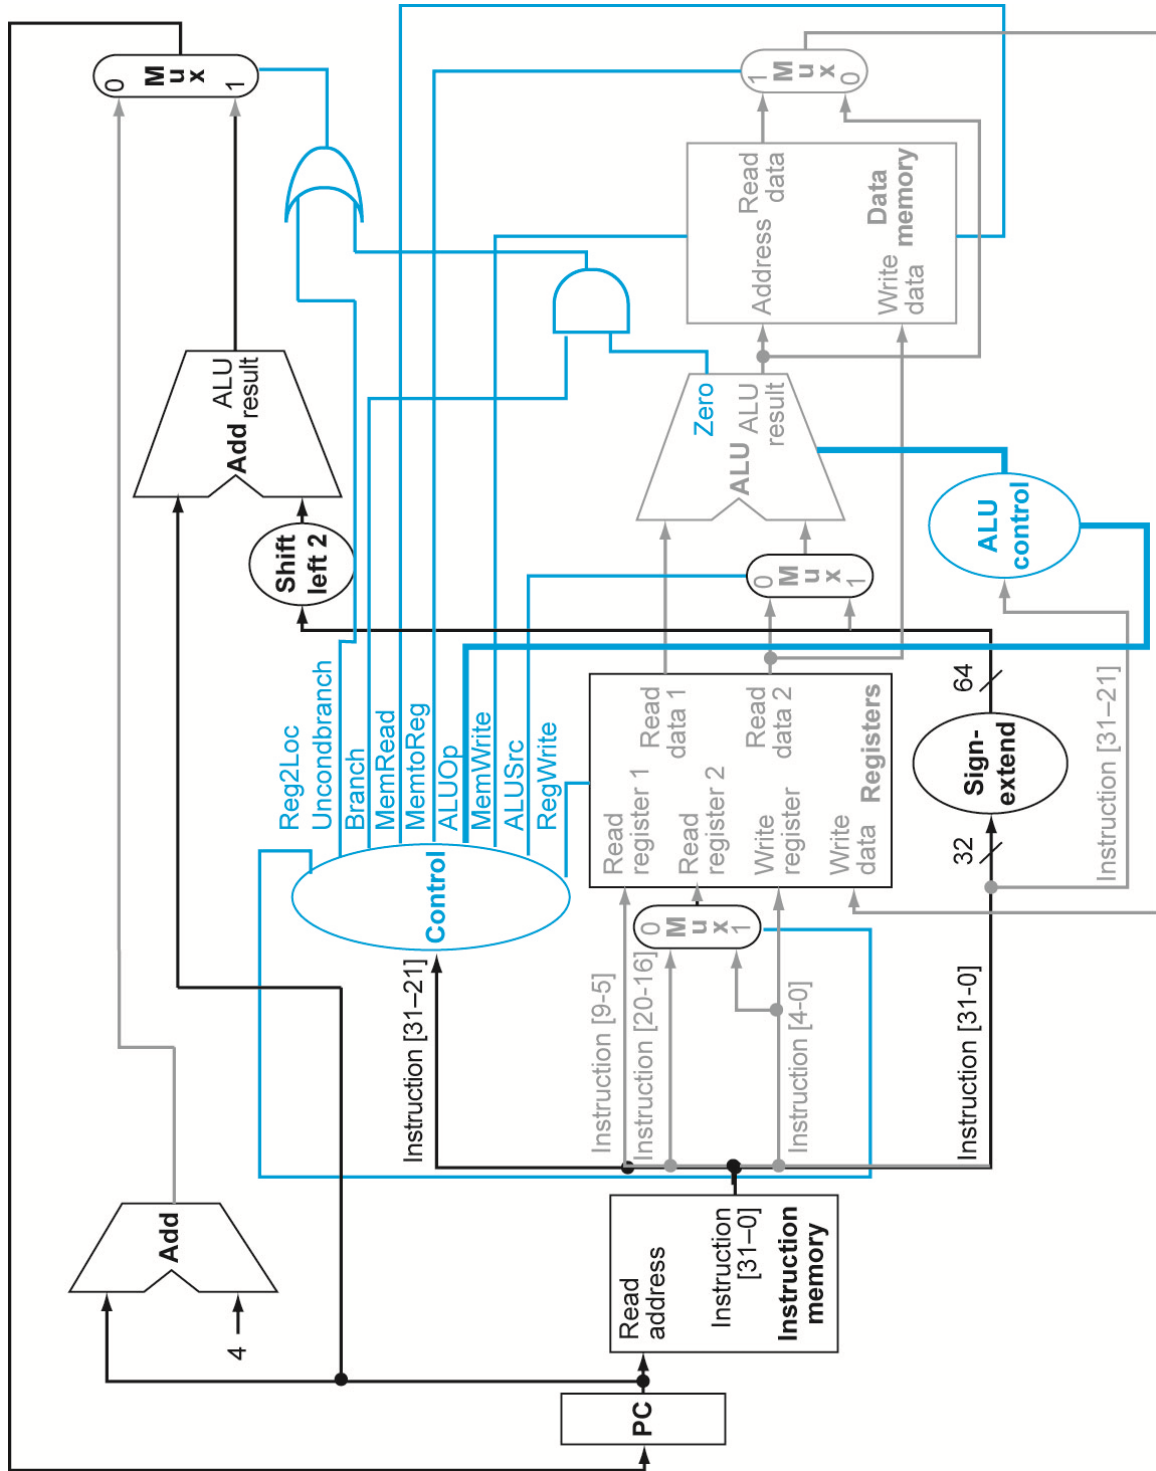 PC
Read
address
Instruction
[31–0]
Instruction
memory
4
Add
Instruction [31–21]
Instruction [9-5]
Instruction [20-16]
Instruction [4-0]
Instruction [31-0]
Control
Reg2Loc
Uncondbranch
Branch
MemRead
MemtoReg
ALUOp
MemWrite
ALUSrc
RegWrite
0
M
u
x
1
Read
register 1
Read
register 2
Write
register
Write
data
Read
data 1
Read
data 2
Registers
32
Sign-
extend
64
Instruction [31–21]
Shift
left 2
Add
ALU
result
0
M
u
x
1
Zero
ALU
ALU
result
ALU
control
Address
Read
data
Write
data
Data
memory
0
M
u
x
1
1
M
u
x
0